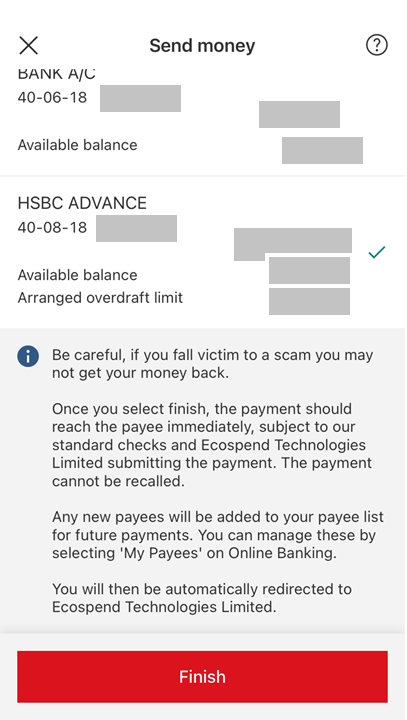 Send money
?
BANK A/C
40-06-18
Available balance
HSBC ADVANCE
40-08-18
Available balance
Arranged overdraft limit
i
Be careful, if you fall victim to a scam you may
not get your money back.
Once you select finish, the payment should
reach the payee immediately, subject to our
standard checks and Ecospend Technologies
Limited submitting the payment. The payment
cannot be recalled.
Any new payees will be added to your payee list
for future payments. You can manage these by
selecting 'My Payees' on Online Banking.
You will then be automatically redirected to
Ecospend Technologies Limited.
Finish